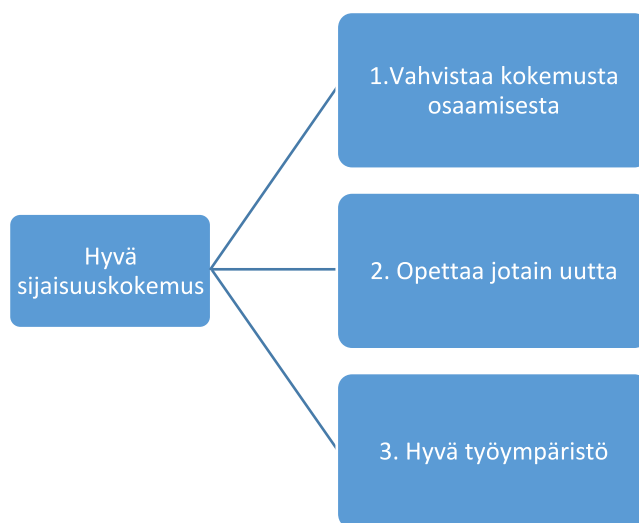 Hyvä
sijaisuuskokemus
1.Vahvistaa kokemusta
osaamisesta
2. Opettaa jotain uutta
3. Hyvä työympäristö